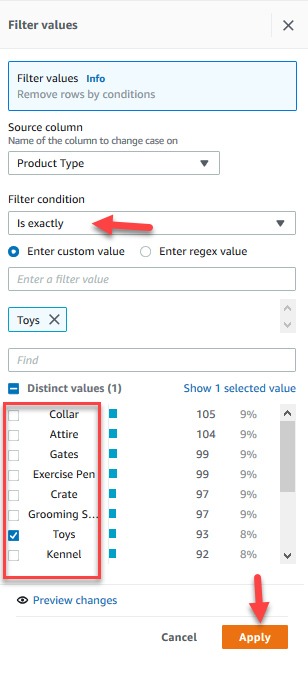 Filter values
Filter values Info
Remove rows by conditions
Source column
Name of the column to change case on
Product Type
Filter condition
Is exactly
Enter custom value Enter regex value
Enter a filter value
Toys
Find
Distinct values (1) Show 1 selected value
Collar 105 9%
Attire 104 9%
Gates 99 9%
Exercise Pen 99 9%
Crate 97 9%
Grooming S... 97 9%
Toys 93 8%
Kennel 92 8%
Preview changes
Cancel Apply